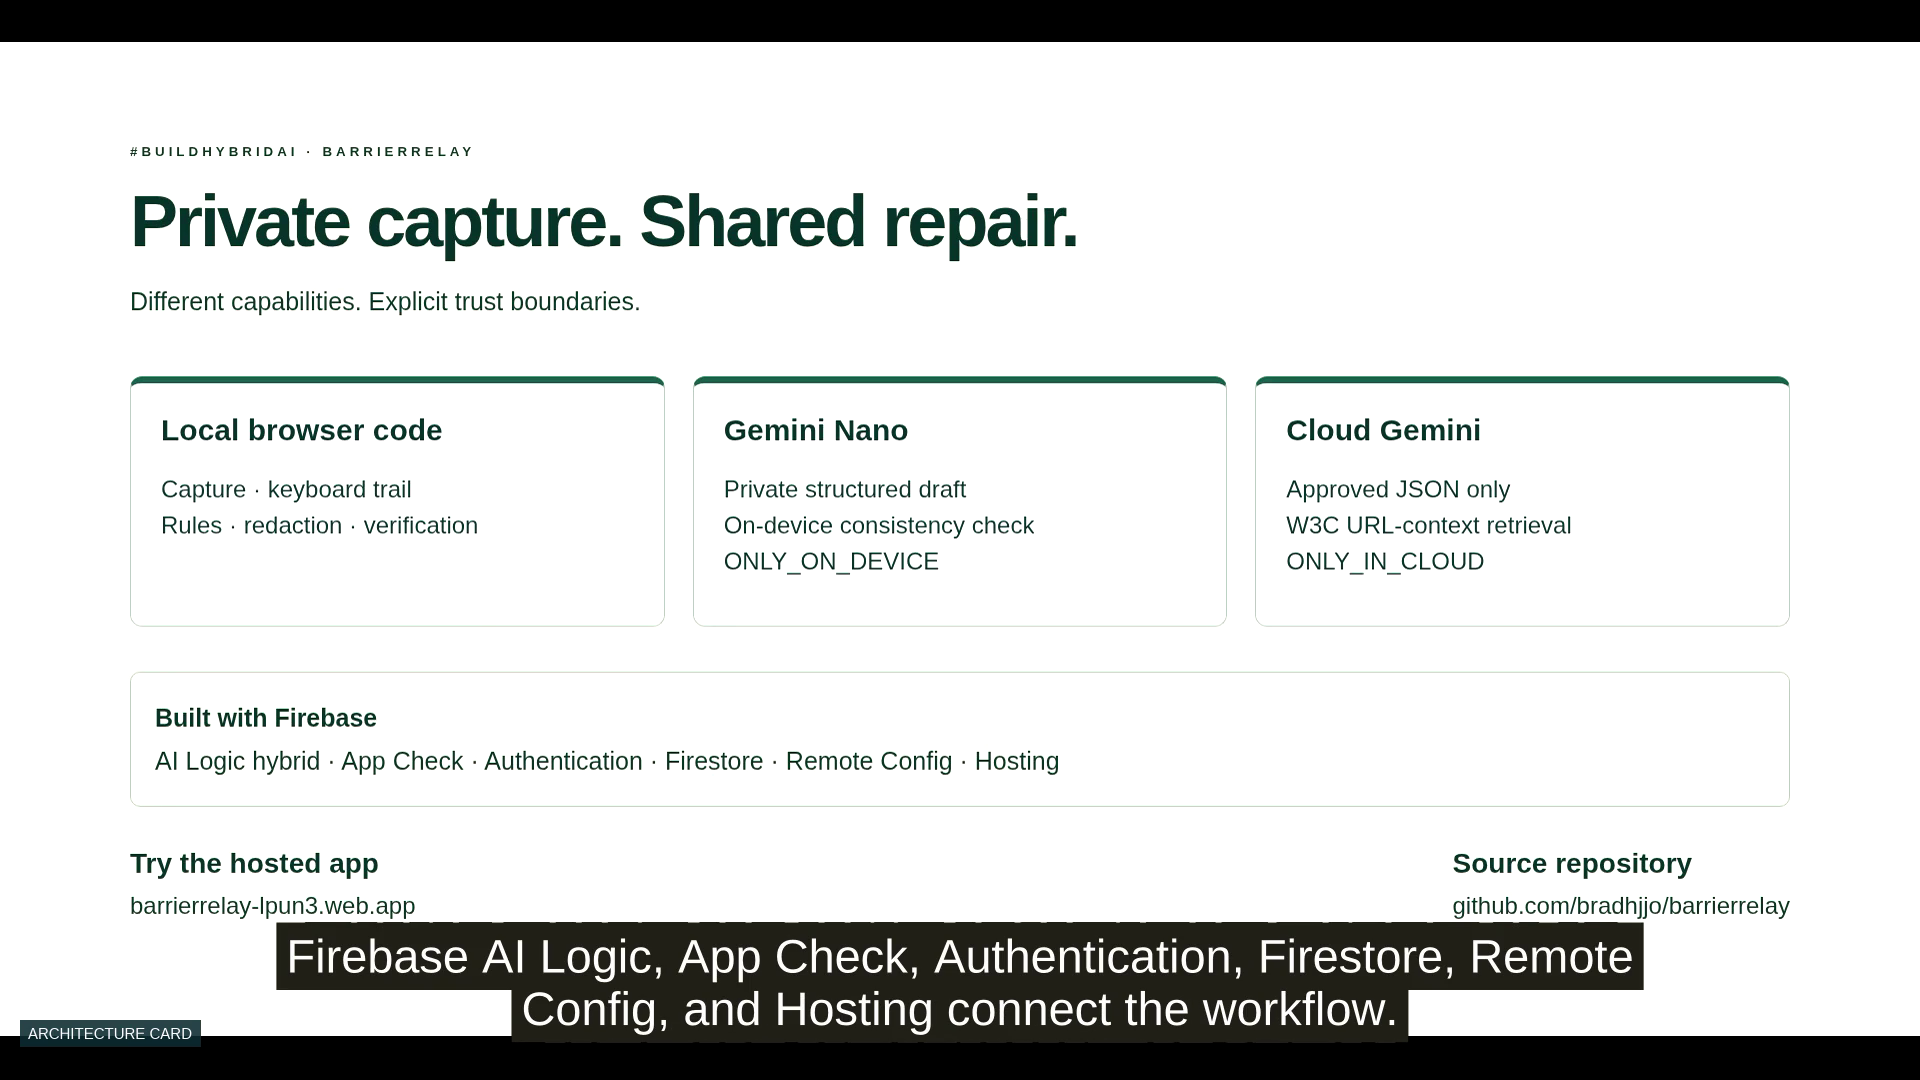 #BUILDHYBRIDAI · BARRIERRELAY
Private capture. Shared repair.
Different capabilities. Explicit trust boundaries.
Local browser code
Capture · keyboard trail
Rules · redaction · verification
Gemini Nano
Private structured draft
On-device consistency check
ONLY_ON_DEVICE
Cloud Gemini
Approved JSON only
W3C URL-context retrieval
ONLY_IN_CLOUD
Built with Firebase
AI Logic hybrid · App Check · Authentication · Firestore · Remote Config · Hosting
Try the hosted app
barrierrelay-lpun3.web.app
Source repository
github.com/bradhjjo/barrierrelay
Firebase AI Logic, App Check, Authentication, Firestore, Remote
Config, and Hosting connect the workflow.
ARCHITECTURE CARD